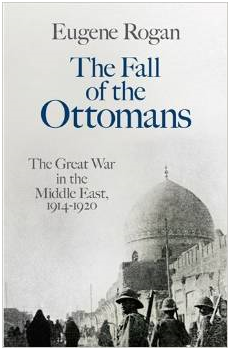 Eugene Rogan
The Fall
of the
Ottomans
The Great War
in the
Middle East,
1914-1920